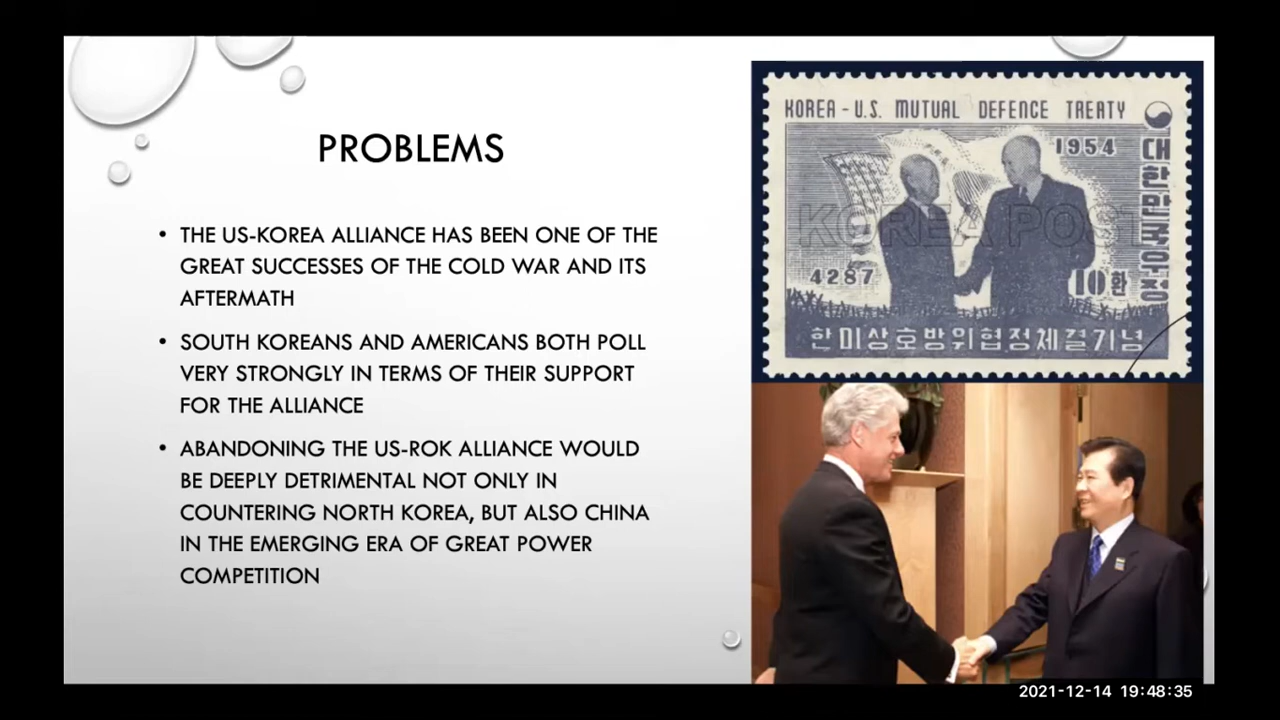 PROBLEMS
• THE US-KOREA ALLIANCE HAS BEEN ONE OF THE
GREAT SUCCESSES OF THE COLD WAR AND ITS
AFTERMATH
• SOUTH KOREANS AND AMERICANS BOTH POLL
VERY STRONGLY IN TERMS OF THEIR SUPPORT
FOR THE ALLIANCE
• ABANDONING THE US-ROK ALLIANCE WOULD
BE DEEPLY DETRIMENTAL NOT ONLY IN
COUNTERING NORTH KOREA, BUT ALSO CHINA
IN THE EMERGING ERA OF GREAT POWER
COMPETITION
KOREA - U.S. MUTUAL DEFENCE TREATY
1954
대한민국우정
KOREA POST
4287
10환
한미상호방위협정체결기념
2021-12-14 19:48:35